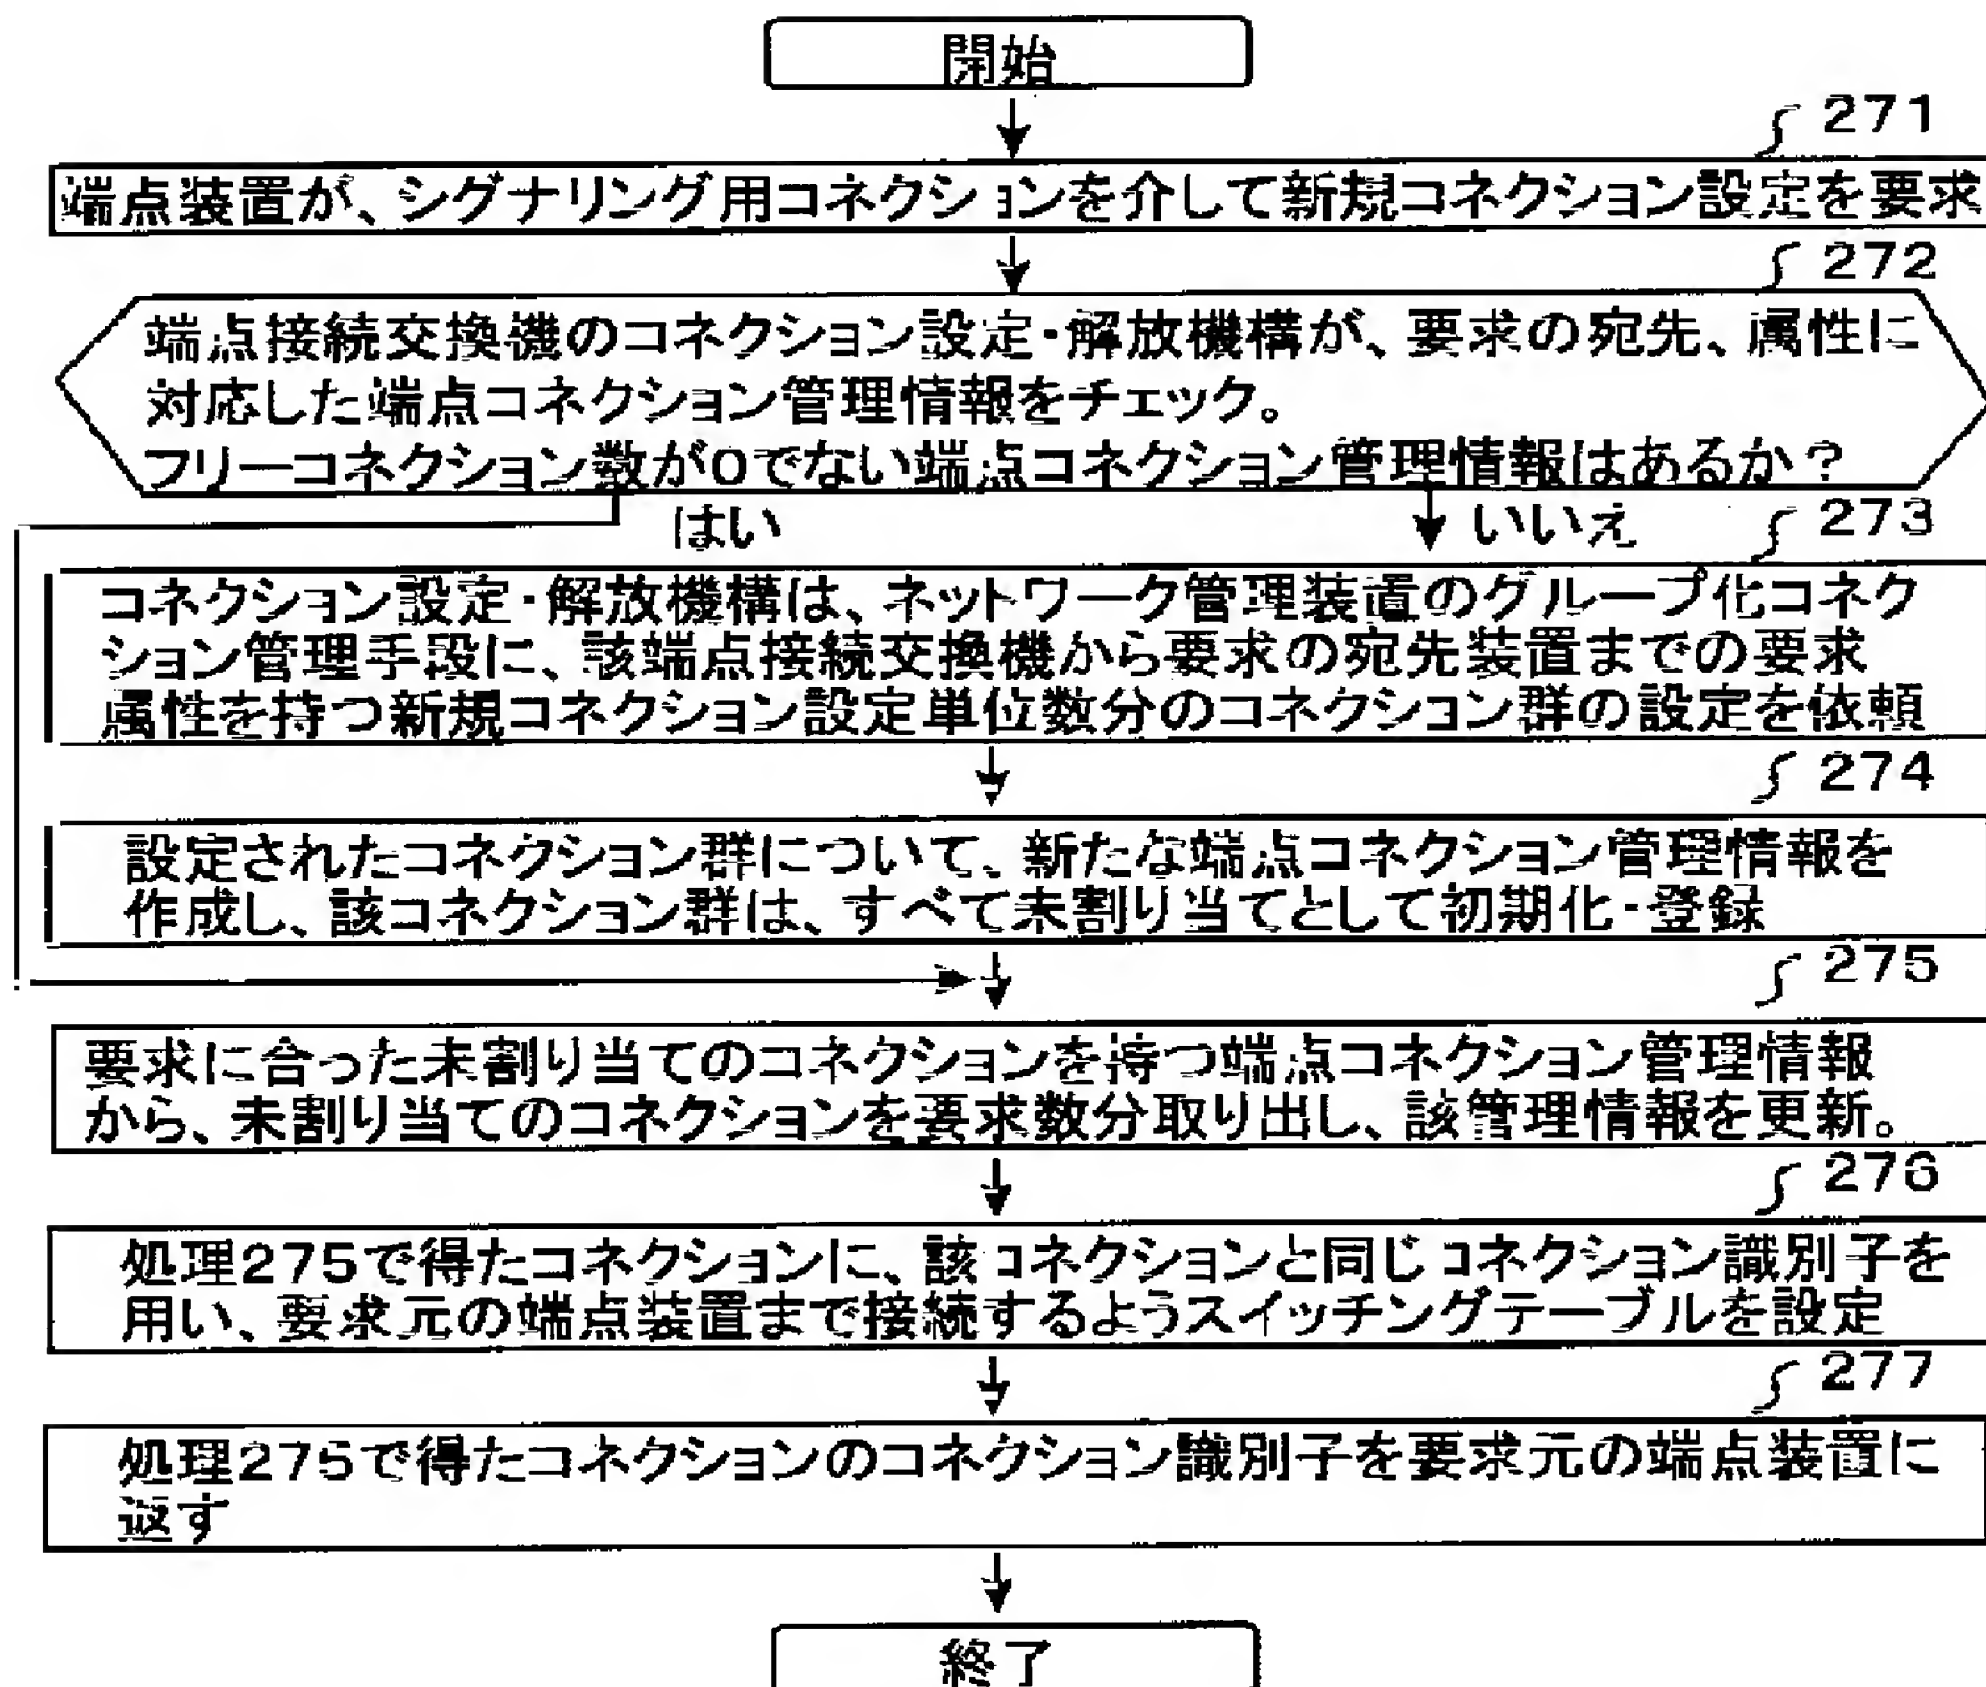 開始
271
端点装置が、シグナリング用コネクションを介して新規コネクション設定を要求
272
端点接続交換機のコネクション設定・解放機構が、要求の宛先、属性に
対応した端点コネクション管理情報をチェック。
フリーコネクション数が0でない端点コネクション管理情報はあるか？
はい
いいえ
273
コネクション設定・解放機構は、ネットワーク管理装置のグループ化コネク
ション管理手段に、該端点接続交換機から要求の宛先装置までの要求
属性を持つ新規コネクション設定単位数分のコネクション群の設定を依頼
274
設定されたコネクション群について、新たな端点コネクション管理情報を
作成し、該コネクション群は、すべて未割り当てとして初期化・登録
275
要求に合った未割り当てのコネクションを持つ端点コネクション管理情報
から、未割り当てのコネクションを要求数分取り出し、該管理情報を更新。
276
処理275で得たコネクションに、該コネクションと同じコネクション識別子を
用い、要求元の端点装置まで接続するようスイッチングテーブルを設定
277
処理275で得たコネクションのコネクション識別子を要求元の端点装置に
返す
終了